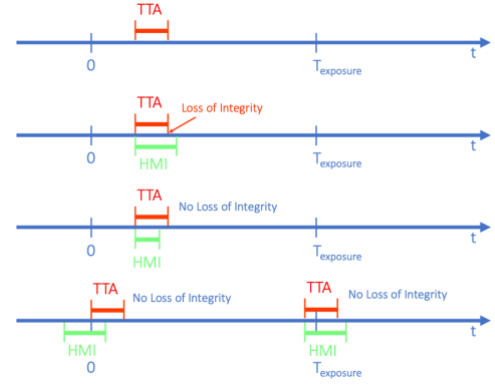 TTA
t
0
T exposure
TTA
Loss of Integrity
t
0
HMI
T exposure
TTA
No Loss of Integrity
t
0
HMI
T exposure
TTA
No Loss of Integrity
TTA
No Loss of Integrity
t
HMI
HMI
0
T exposure